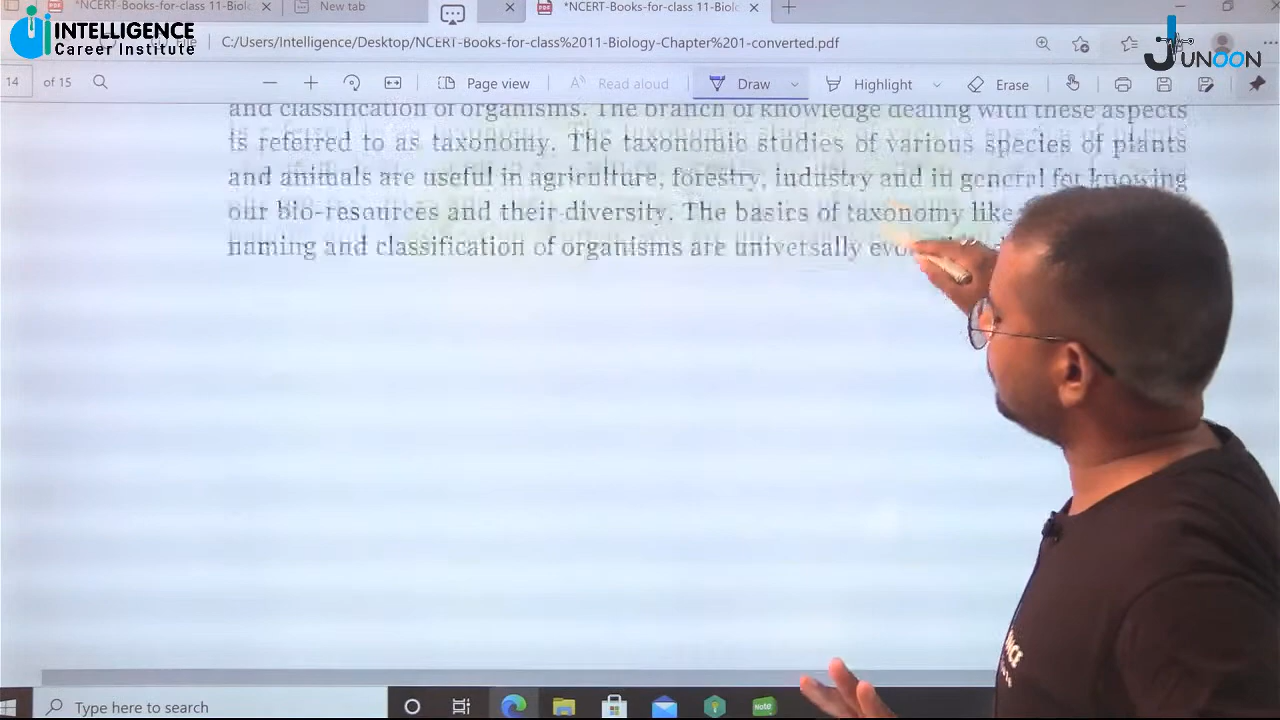 *NCERT-Books-for-class 11-Biolo
New tab
*NCERT-Books-for-class 11-Biolo
INTELLIGENCE
Career Institute
File
C:/Users/Intelligence/Desktop/NCERT-Books-for-class%2011-Biology-Chapter%201-converted.pdf
JUNOON
14 of 15
Page view
Read aloud
Draw
Highlight
Erase
and classification of organisms. The branch of knowledge dealing with these aspects
is referred to as taxonomy. The taxonomic studies of various species of plants
and animals are useful in agriculture, forestry, industry and in general for knowing
our bio-resources and their diversity. The basics of taxonomy like
naming and classification of organisms are universally
Type here to search
Note!